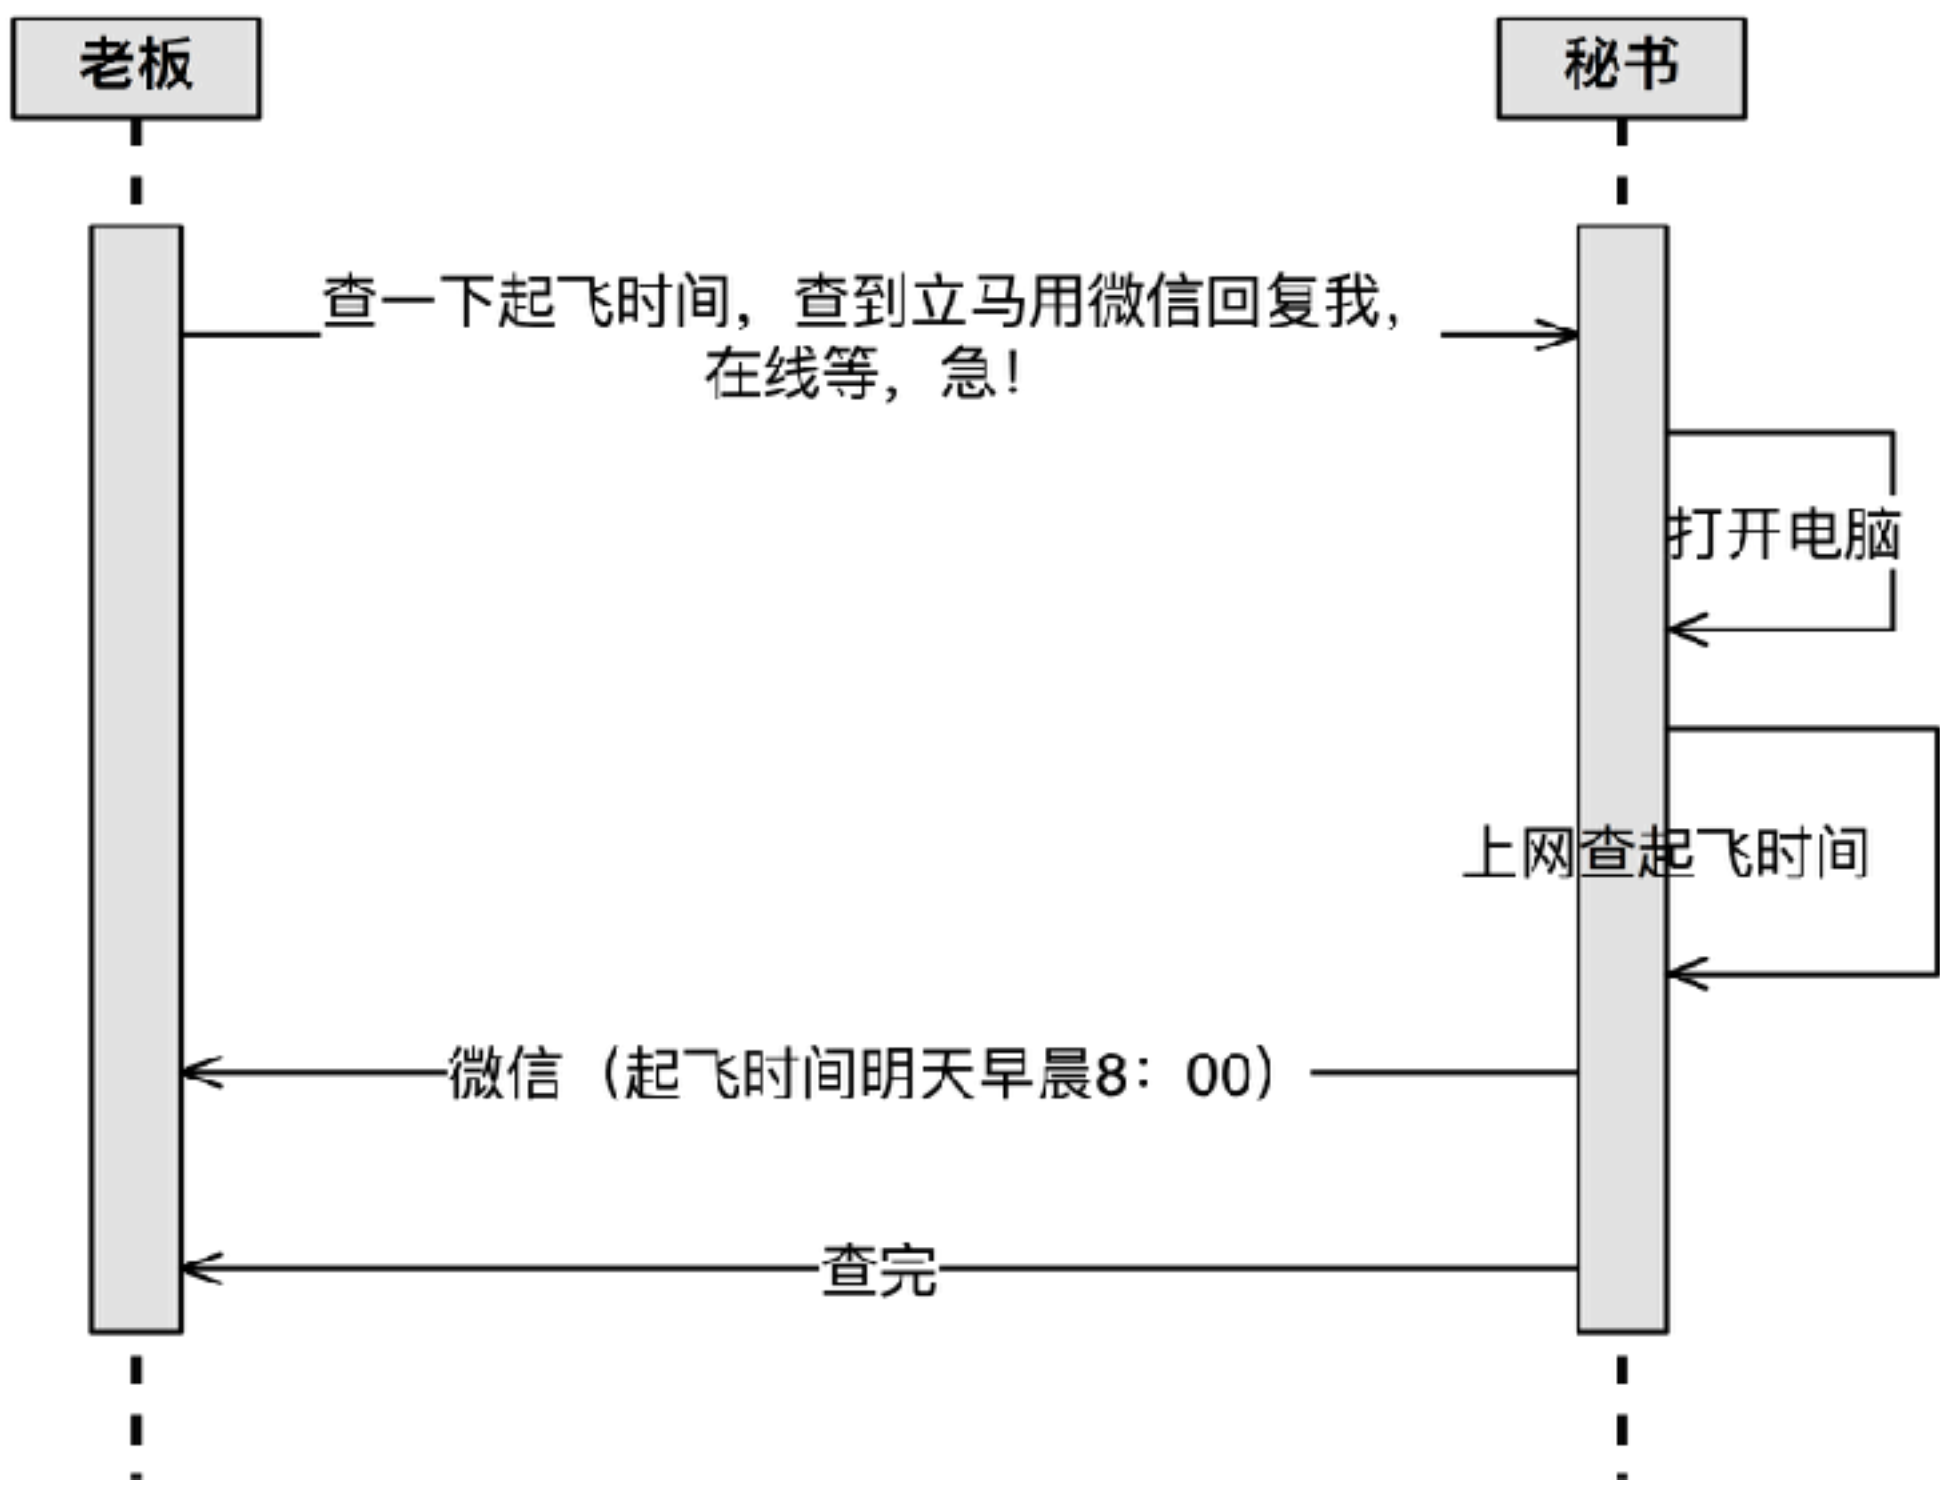 老板
秘书
查一下起飞时间，查到立马用微信回复我，
在线等，急！
打开电脑
上网查起飞时间
微信（起飞时间明天早晨8：00）
查完